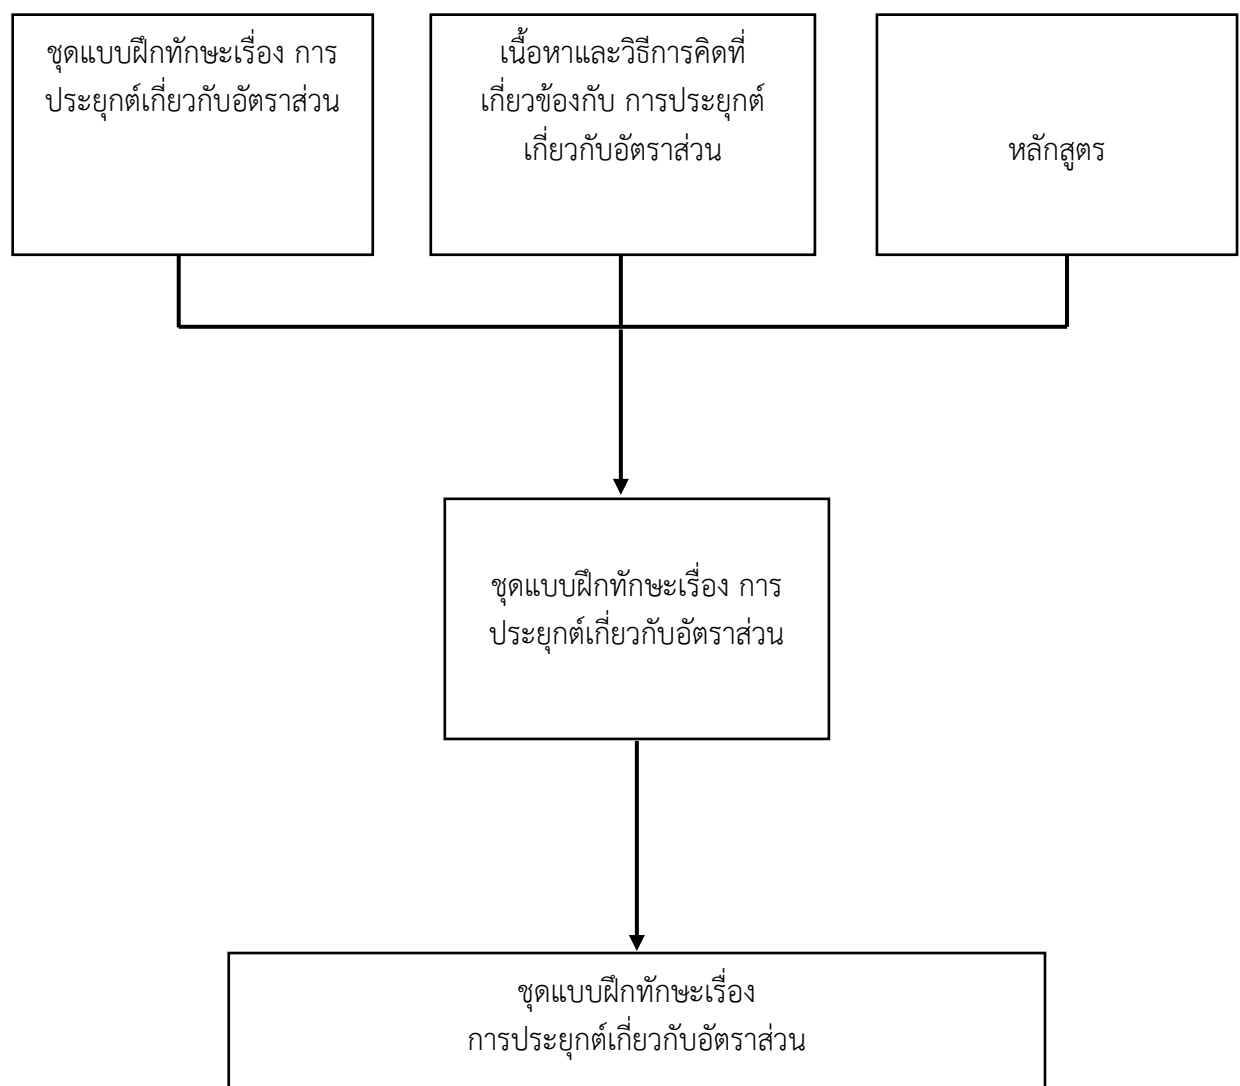 ชุดแบบฝึกทักษะเรื่อง การ
ประยุกต์เกี่ยวกับอัตราส่วน
เนื้อหาและวิธีการคิดที่
เกี่ยวข้องกับ การประยุกต์
เกี่ยวกับอัตราส่วน
หลักสูตร
ชุดแบบฝึกทักษะเรื่อง การ
ประยุกต์เกี่ยวกับอัตราส่วน
ชุดแบบฝึกทักษะเรื่อง
การประยุกต์เกี่ยวกับอัตราส่วน